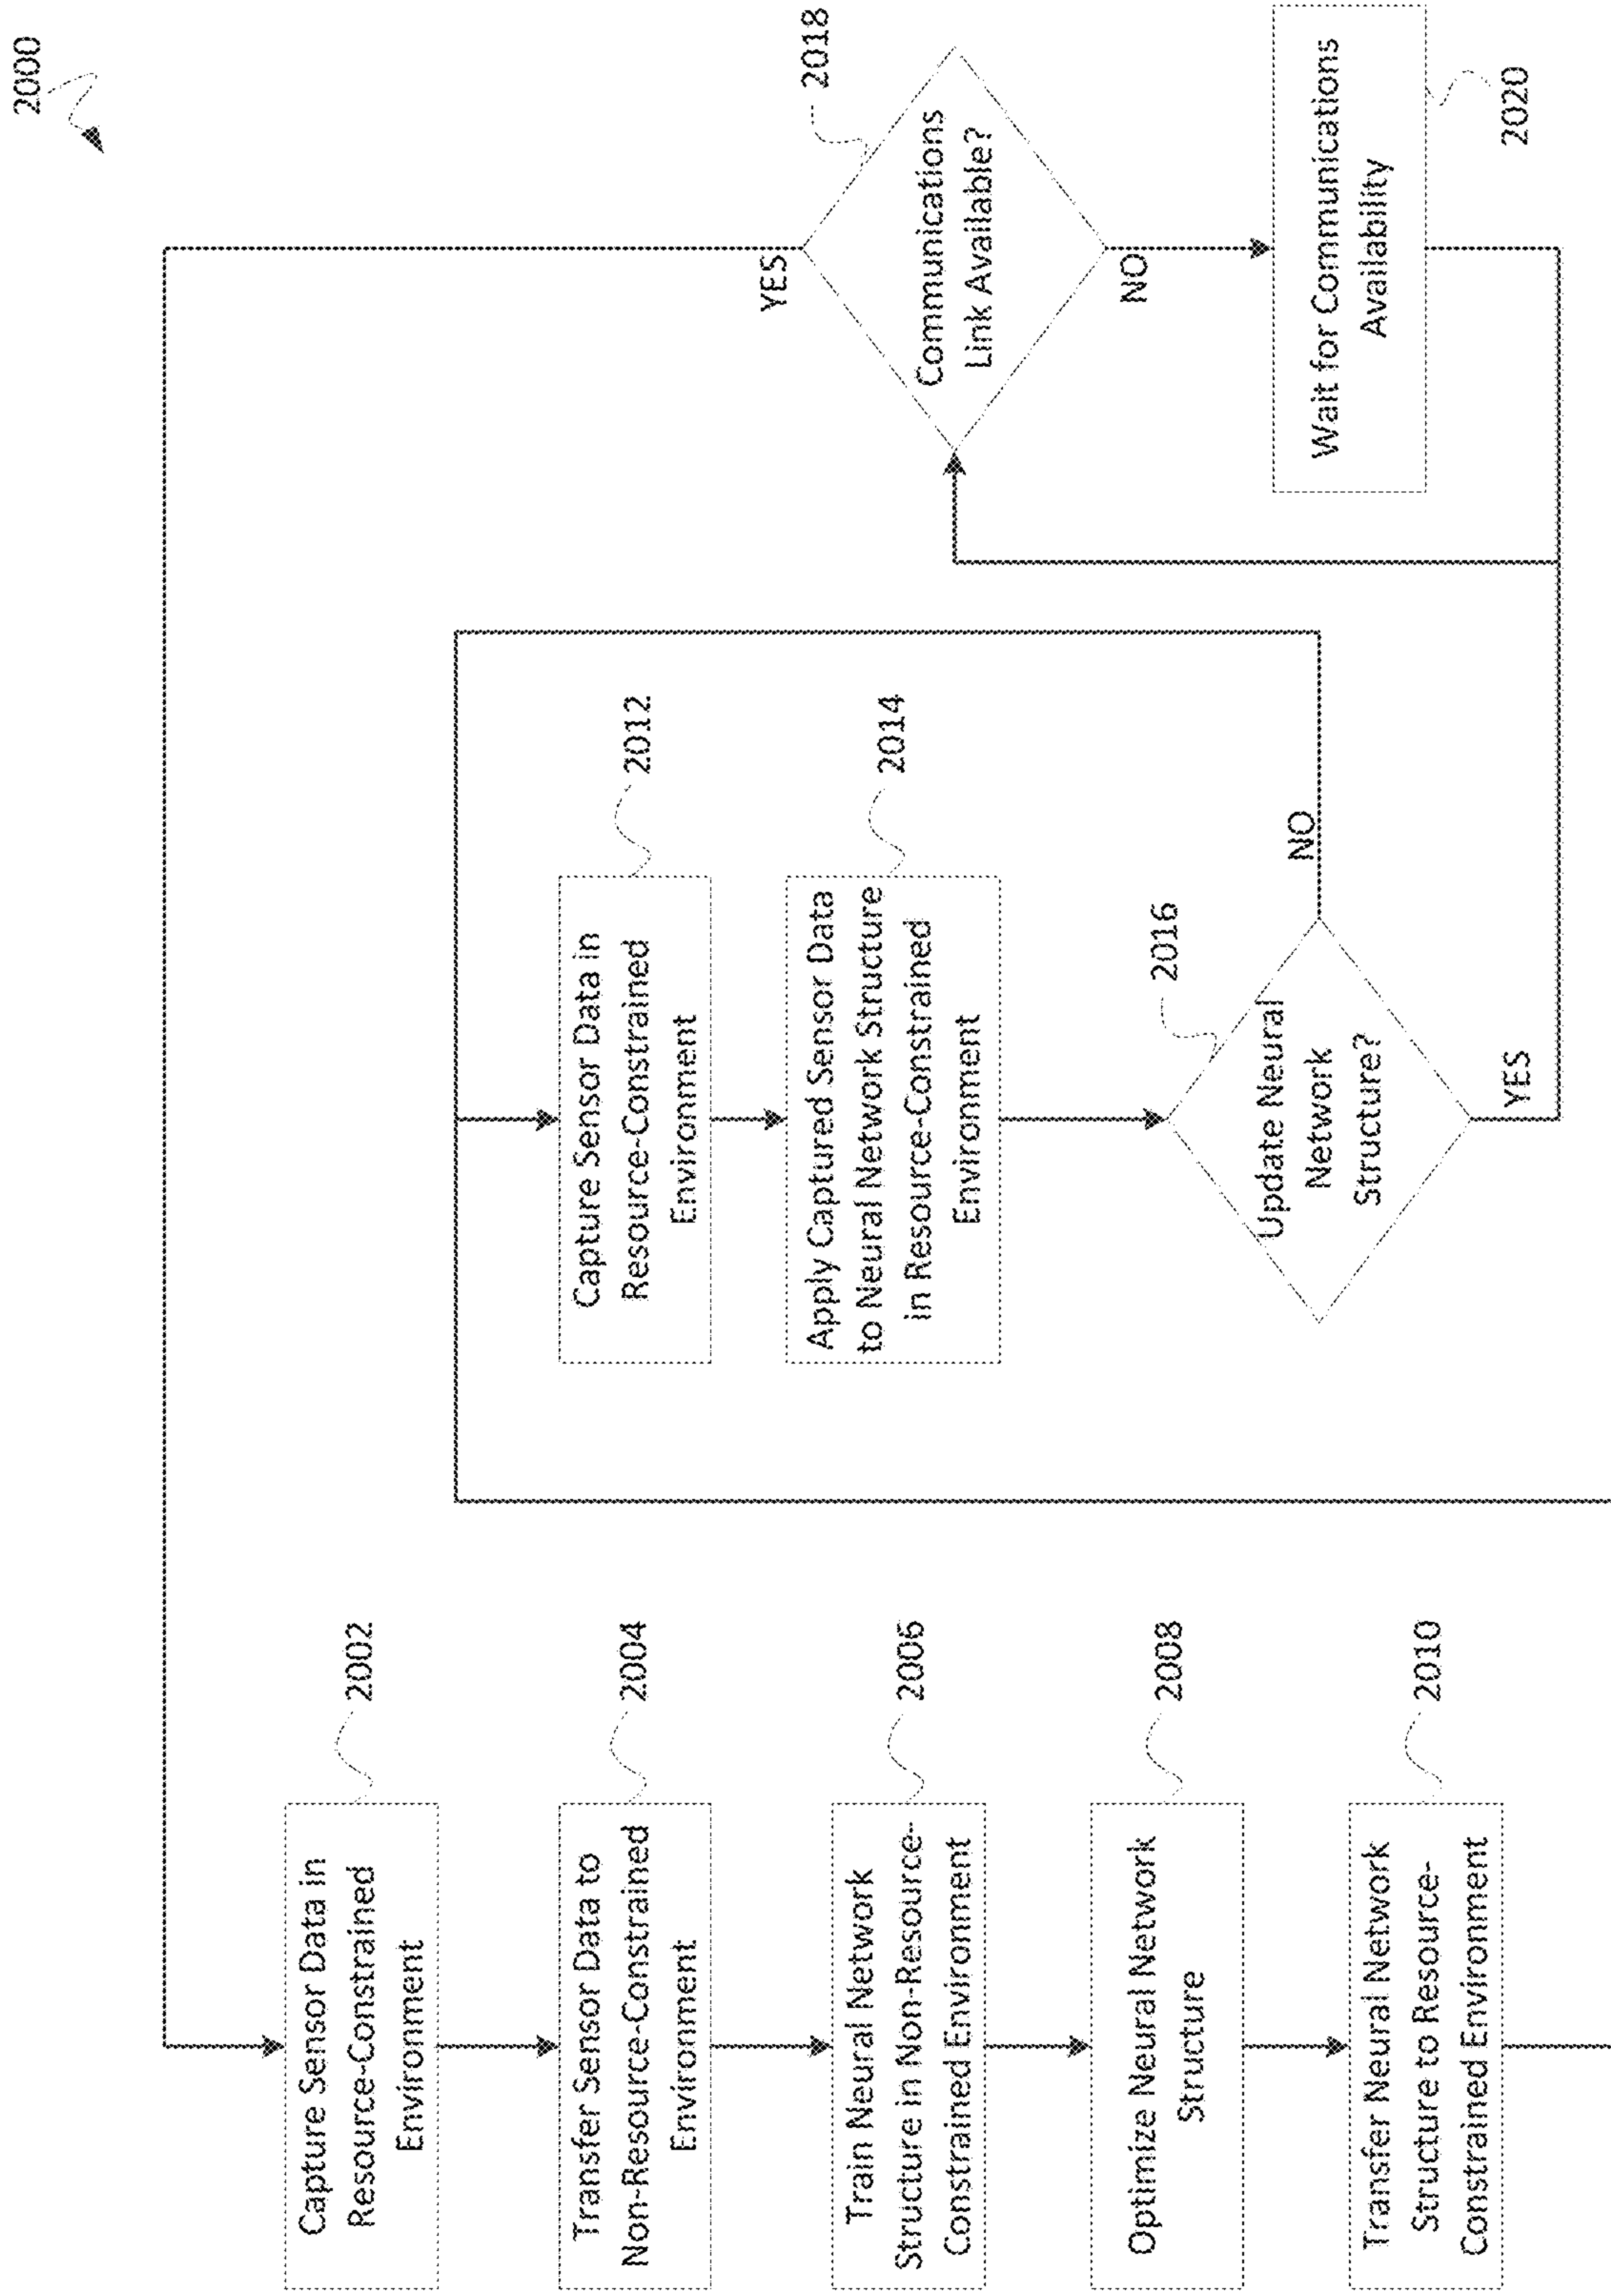 2000
Capture Sensor Data in
Resource-Constrained
Environment
2002
Transfer Sensor Data to
Non-Resource-Constrained
Environment
2004
Train Neural Network
Structure in Non-Resource-
Constrained Environment
2006
Optimize Neural Network
Structure
2008
Transfer Neural Network
Structure to Resource-
Constrained Environment
2010
Capture Sensor Data in
Resource-Constrained
Environment
2012
Apply Captured Sensor Data
to Neural Network Structure
in Resource-Constrained
Environment
2014
Update Neural
Network
Structure?
2016
NO
YES
YES
Communications
Link Available?
2018
NO
Wait for Communications
Availability
2020